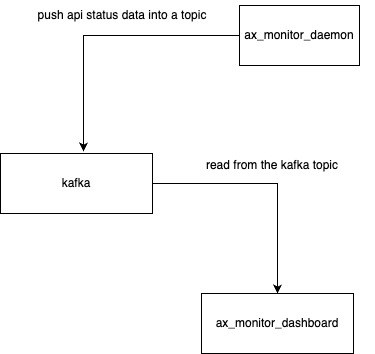 push api status data into a topic
ax_monitor_daemon
read from the kafka topic
kafka
ax_monitor_dashboard